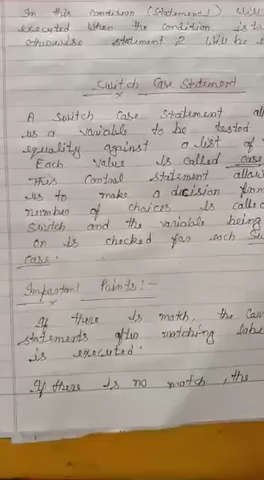 In this condition (Statement 1) will
executed when the condition is t
otherwise statement 2 will be e
Switch Case Statement
A switch case statement al
us a variable to be tested
equality against a list of
Each value is called case
This control statement allow
us to make a decision from
number of choices is calle
switch and the variable being
on is checked for each Sw
case.
Important Points:-
If there is match, the
statements after matching labe
is executed.
If there is no match, the